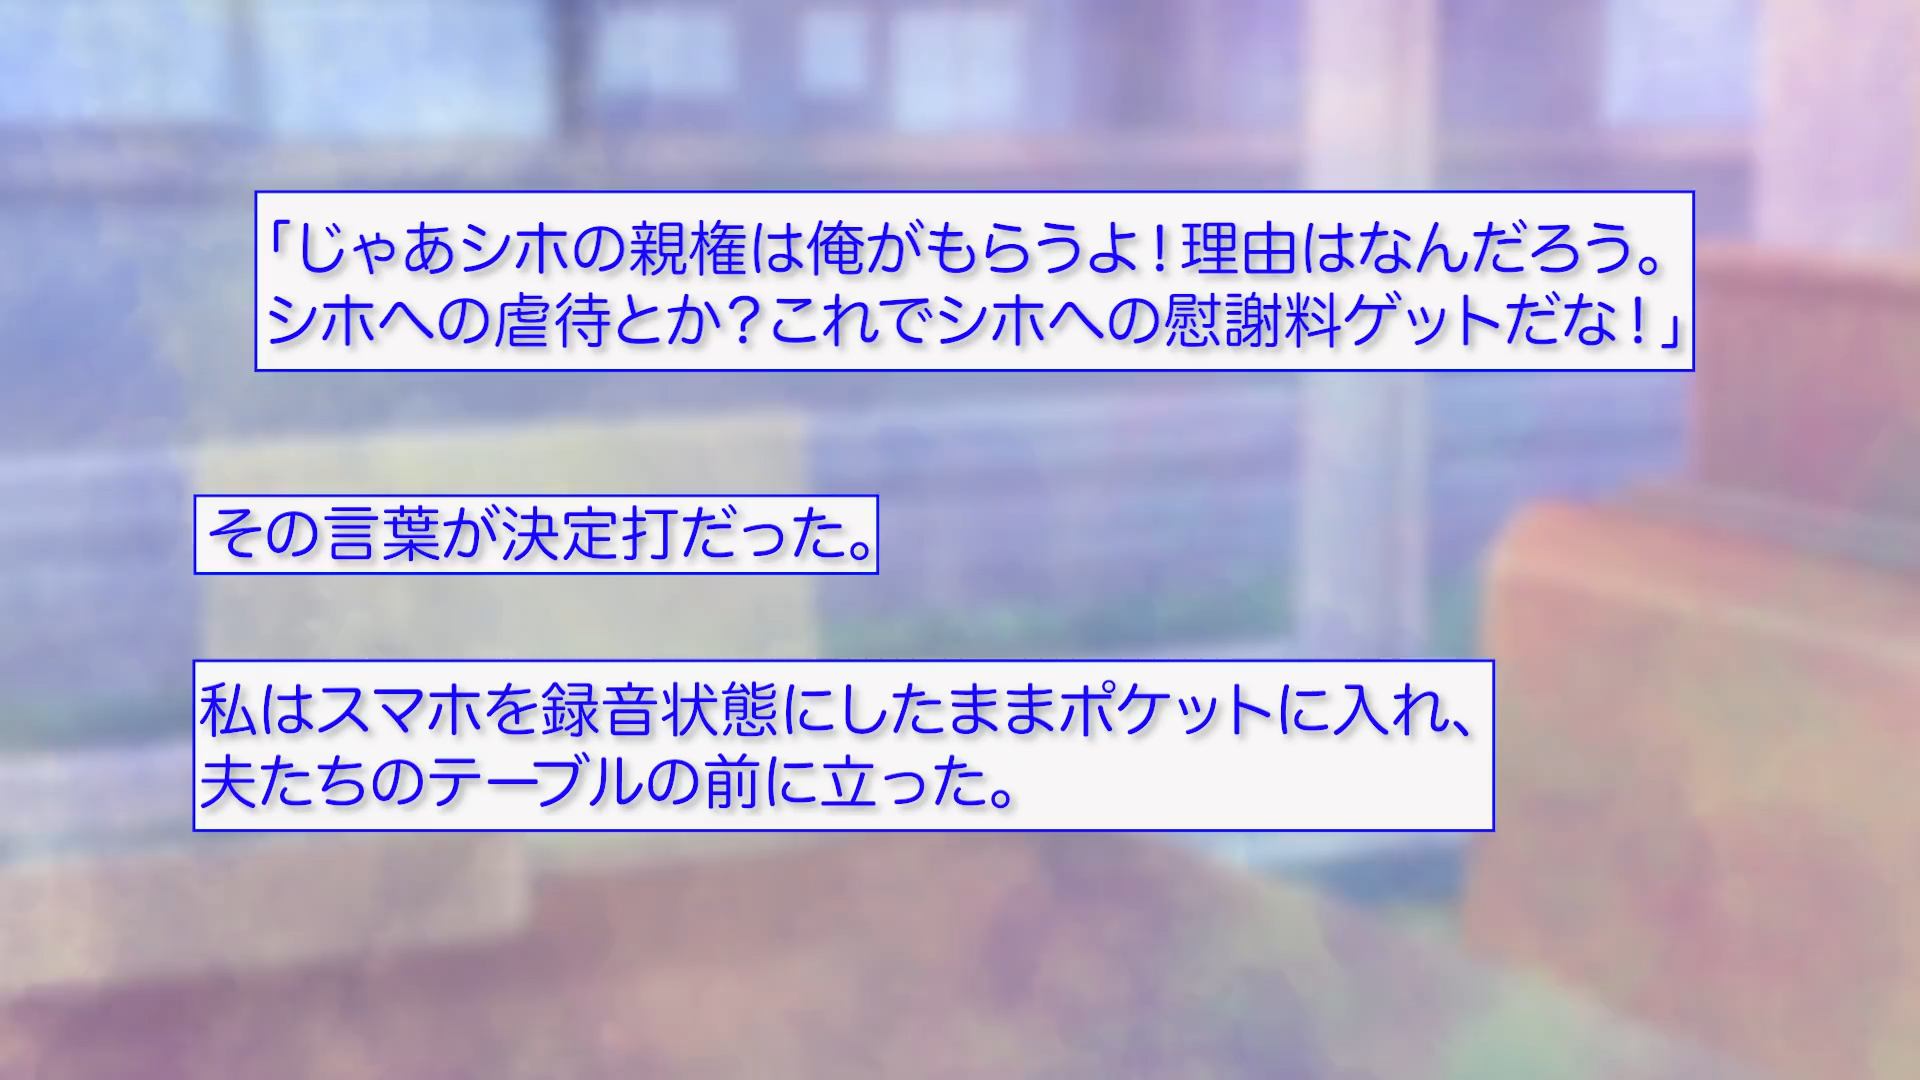 「じゃあシホの親権は俺がもらうよ！理由はなんだろう。
シホへの虐待とか？これでシホへの慰謝料ゲットだな！」
その言葉が決定打だった。
私はスマホを録音状態にしたままポケットに入れ、
夫たちのテーブルの前に立った。